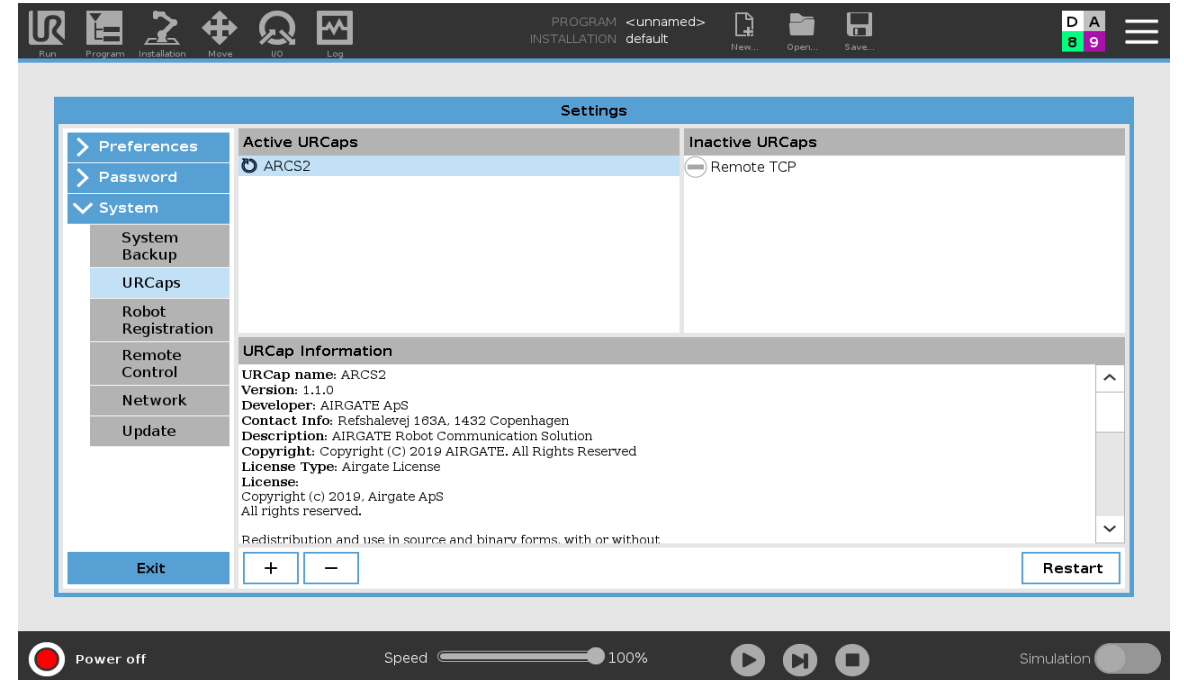 PROGRAM <unnamed>
INSTALLATION default
UR
Run
Program
Installation
Move
I/O
Log
New...
Open...
Save...
D A
8 9
Settings
Preferences
Password
System
System
Backup
URCaps
Robot
Registration
Remote
Control
Network
Update
Exit
Active URCaps
ARCS2
Inactive URCaps
Remote TCP
URCap Information
URCap name: ARCS2
Version: 1.1.0
Developer: AIRGATE ApS
Contact Info: Refshalevej 163A, 1432 Copenhagen
Description: AIRGATE Robot Communication Solution
Copyright: Copyright (C) 2019 AIRGATE. All Rights Reserved
License Type: Airgate License
License:
Copyright (c) 2019, Airgate ApS
All rights reserved.
Redistribution and use in source and binary forms, with or without
+
−
Restart
Power off
Speed
100%
Simulation